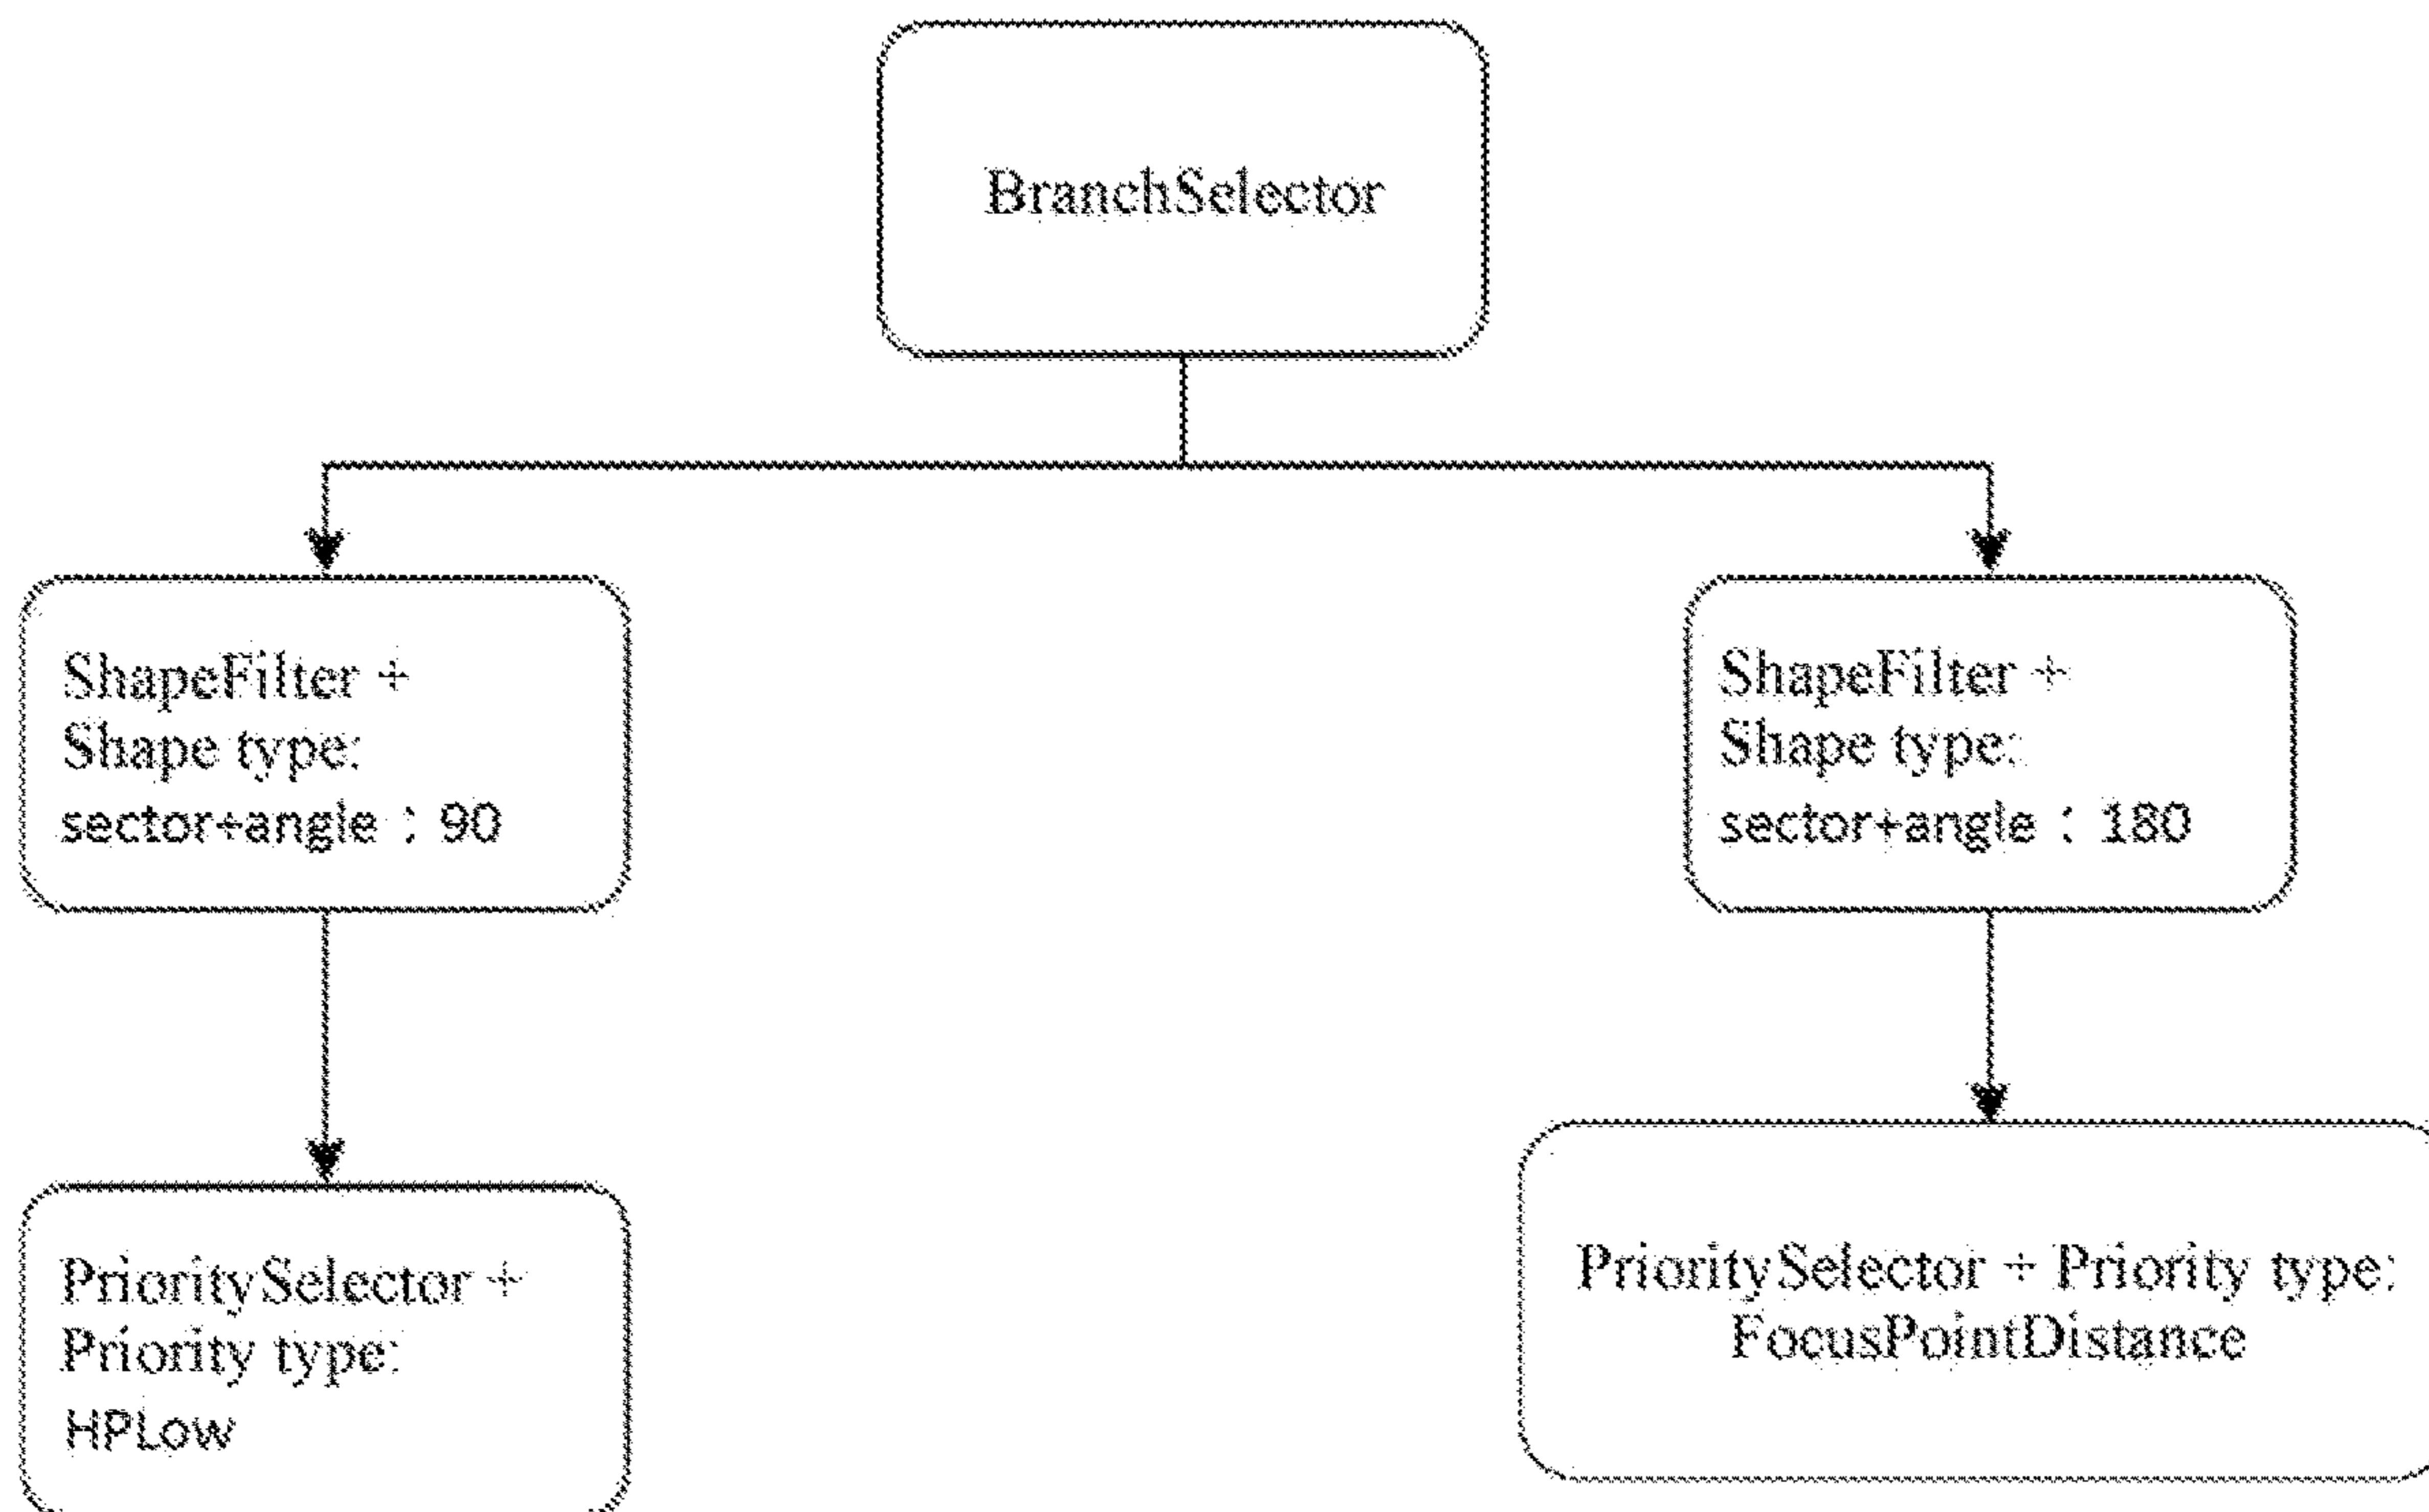 BranchSelector
ShapeFilter +
Shape type:
sector+angle : 90
ShapeFilter +
Shape type:
sector+angle : 180
PrioritySelector +
Priority type:
HPLow
PrioritySelector + Priority type:
FocusPointDistance